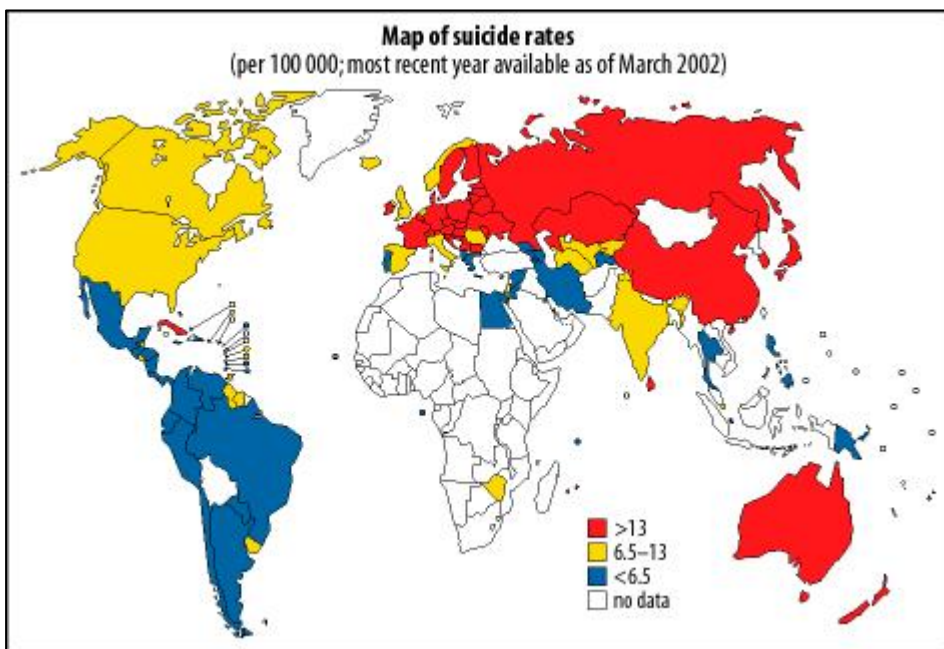 Map of suicide rates
(per 100 000; most recent year available as of March 2002)
>13
6.5–13
<6.5
no data